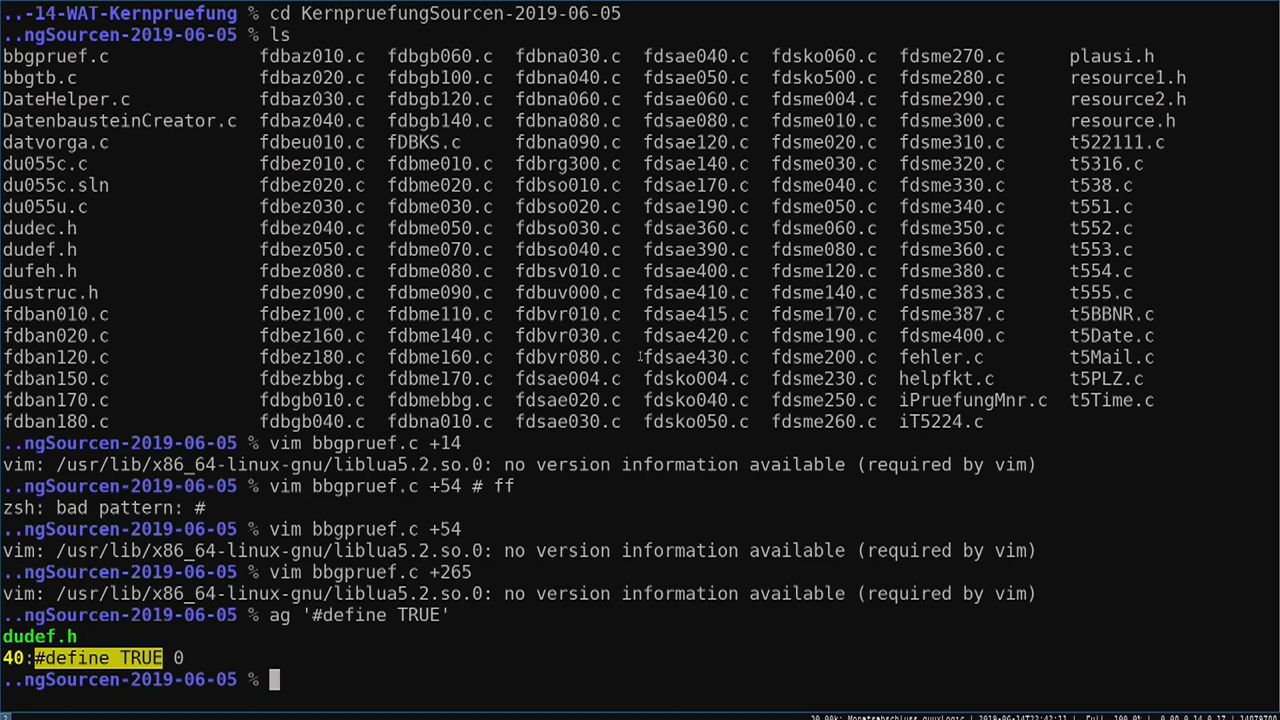 ..-14-WAT-Kernpruefung % cd KernpruefungSourcen-2019-06-05
..ngSourcen-2019-06-05 % ls
bbgpruef.c fdbaz010.c fdbgb060.c fdbna030.c fdsae040.c fdsko060.c fdsme270.c plausi.h
bbgtb.c fdbaz020.c fdbgb100.c fdbna040.c fdsae050.c fdsko500.c fdsme280.c resource1.h
DateHelper.c fdbaz030.c fdbgb120.c fdbna060.c fdsae060.c fdsme004.c fdsme290.c resource2.h
DatenbausteinCreator.c fdbaz040.c fdbgb140.c fdbna080.c fdsae080.c fdsme010.c fdsme300.c resource.h
datvorga.c fdbeu010.c fDBKS.c fdbna090.c fdsae120.c fdsme020.c fdsme310.c t522111.c
du055c.c fdbez010.c fdbme010.c fdbrg300.c fdsae140.c fdsme030.c fdsme320.c t5316.c
du055c.sln fdbez020.c fdbme020.c fdbso010.c fdsae170.c fdsme040.c fdsme330.c t538.c
du055u.c fdbez030.c fdbme030.c fdbso020.c fdsae190.c fdsme050.c fdsme340.c t551.c
dudec.h fdbez040.c fdbme050.c fdbso030.c fdsae360.c fdsme060.c fdsme350.c t552.c
dudef.h fdbez050.c fdbme070.c fdbso040.c fdsae390.c fdsme080.c fdsme360.c t553.c
dufeh.h fdbez080.c fdbme080.c fdbsv010.c fdsae400.c fdsme120.c fdsme380.c t554.c
dustruc.h fdbez090.c fdbme090.c fdbuv000.c fdsae410.c fdsme140.c fdsme383.c t555.c
fdban010.c fdbez100.c fdbme110.c fdbvr010.c fdsae415.c fdsme170.c fdsme387.c t5BBNR.c
fdban020.c fdbez160.c fdbme140.c fdbvr030.c fdsae420.c fdsme190.c fdsme400.c t5Date.c
fdban120.c fdbez180.c fdbme160.c fdbvr080.c fdsae430.c fdsme200.c fehler.c t5Mail.c
fdban150.c fdbezbbg.c fdbme170.c fdsae004.c fdsko004.c fdsme230.c helpfkt.c t5PLZ.c
fdban170.c fdbgb010.c fdbmebbg.c fdsae020.c fdsko040.c fdsme250.c iPruefungMnr.c t5Time.c
fdban180.c fdbgb040.c fdbna010.c fdsae030.c fdsko050.c fdsme260.c iT5224.c
..ngSourcen-2019-06-05 % vim bbgpruef.c +14
vim: /usr/lib/x86_64-linux-gnu/liblua5.2.so.0: no version information available (required by vim)
..ngSourcen-2019-06-05 % vim bbgpruef.c +54 # ff
zsh: bad pattern: #
..ngSourcen-2019-06-05 % vim bbgpruef.c +54
vim: /usr/lib/x86_64-linux-gnu/liblua5.2.so.0: no version information available (required by vim)
..ngSourcen-2019-06-05 % vim bbgpruef.c +265
vim: /usr/lib/x86_64-linux-gnu/liblua5.2.so.0: no version information available (required by vim)
..ngSourcen-2019-06-05 % ag '#define TRUE'
dudef.h
40:#define TRUE 0
..ngSourcen-2019-06-05 %